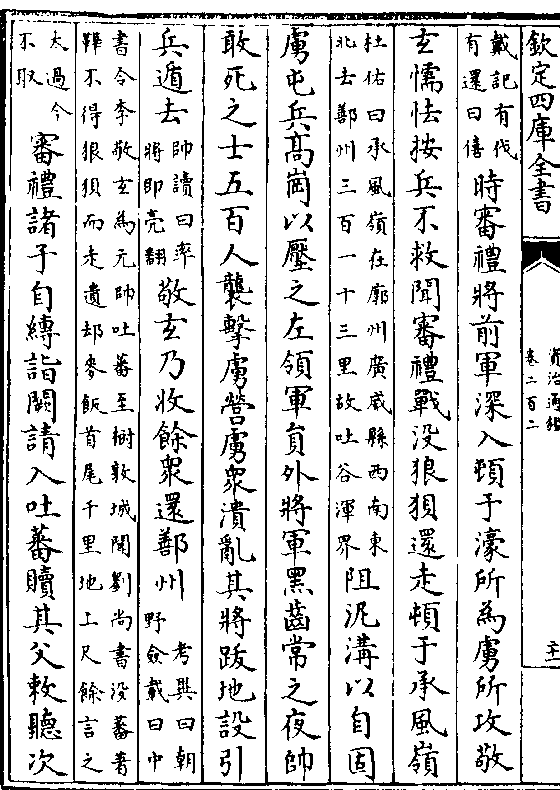 欽定四庫全書
資治通鑑
卷二百二
戴記有伐
有還曰僖
時審禮將前軍深入頓于濠所為虜所攻敬
玄懦怯按兵不救聞審禮戰没狼狽還走頓于承風嶺
杜佑曰承風嶺在廓州廣威縣西南東
北去鄯州三百一十三里故吐谷渾界
阻泥溝以自固
虜屯兵髙崗以壓之左領軍貟外將軍黑齒常之夜帥
敢死之士五百人襲擊虜營虜衆潰亂其將跋地設引
兵遁去
帥讀曰率
將即亮翻
敬玄乃收餘衆還鄯州
考異曰朝
野僉載曰中
書令李敬玄為元帥吐蕃至樹敦城聞劉尚書没蕃著
鞾不得狼狽而走遺却麥飯首尾千里地上尺餘言之
太過今
不取
審禮諸子自縛詣闕請入吐蕃贖其父敕聽次